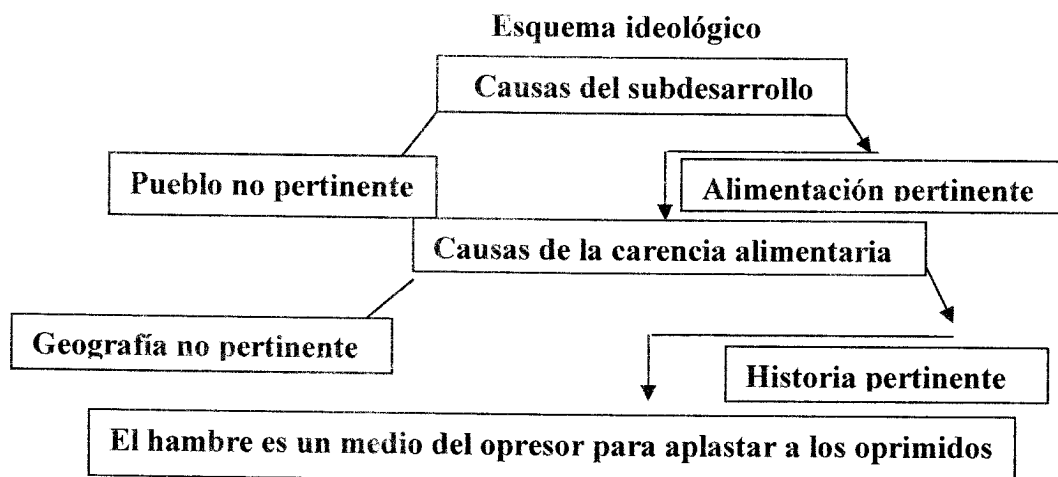 Esquema ideológico
Causas del subdesarrollo
Pueblo no pertinente
Alimentación pertinente
Causas de la carencia alimentaria
Geografía no pertinente
Historia pertinente
El hambre es un medio del opresor para aplastar a los oprimidos